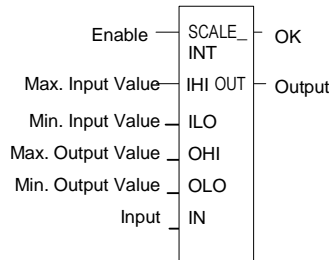 Enable SCALE_ OK
INT
Max. Input Value IHI OUT Output
Min. Input Value ILO
Max. Output Value OHI
Min. Output Value OLO
Input IN